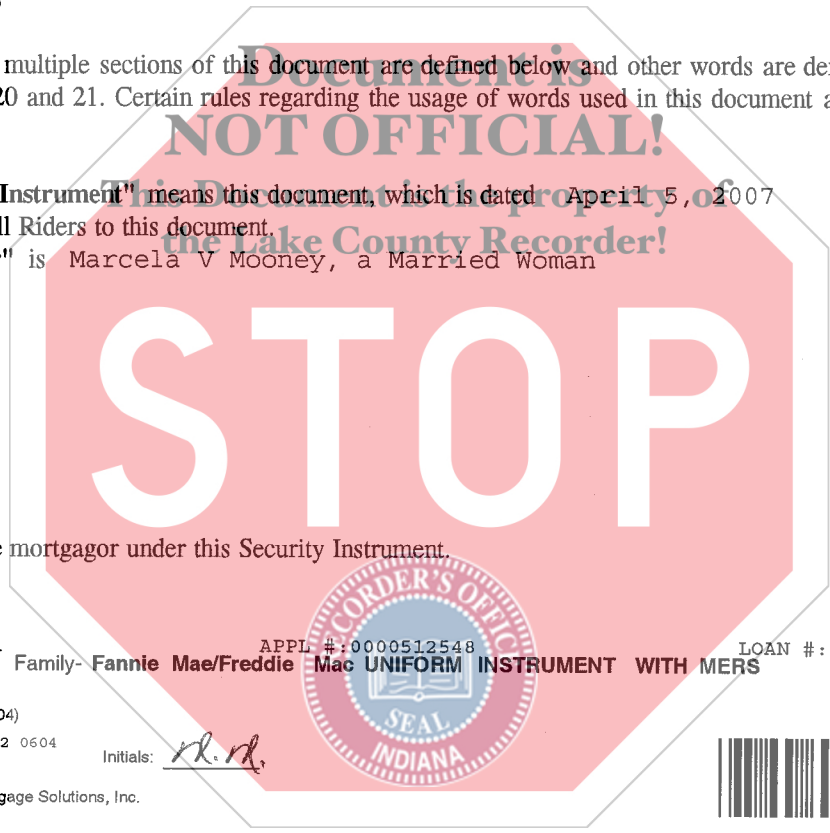 multiple sections of this document are defined below and other words are
Document is
20 and 21. Certain rules regarding the usage of words used in this document
NOT OFFICIAL!
Instrument" means this document, which is dated April 5, 2007
This Document is the property of
ll Riders to this document.
the Lake County Recorder!
" is Marcela V Mooney, a Married Woman
STOP
mortgagor under this Security Instrument.
RECORDER'S OFFICE
SEAL
INDIANA
APPL #:0000512548
LOAN #:
Family- Fannie Mae/Freddie Mac UNIFORM INSTRUMENT WITH MERS
04)
2 0604
Initials: M. M.
gage Solutions, Inc.